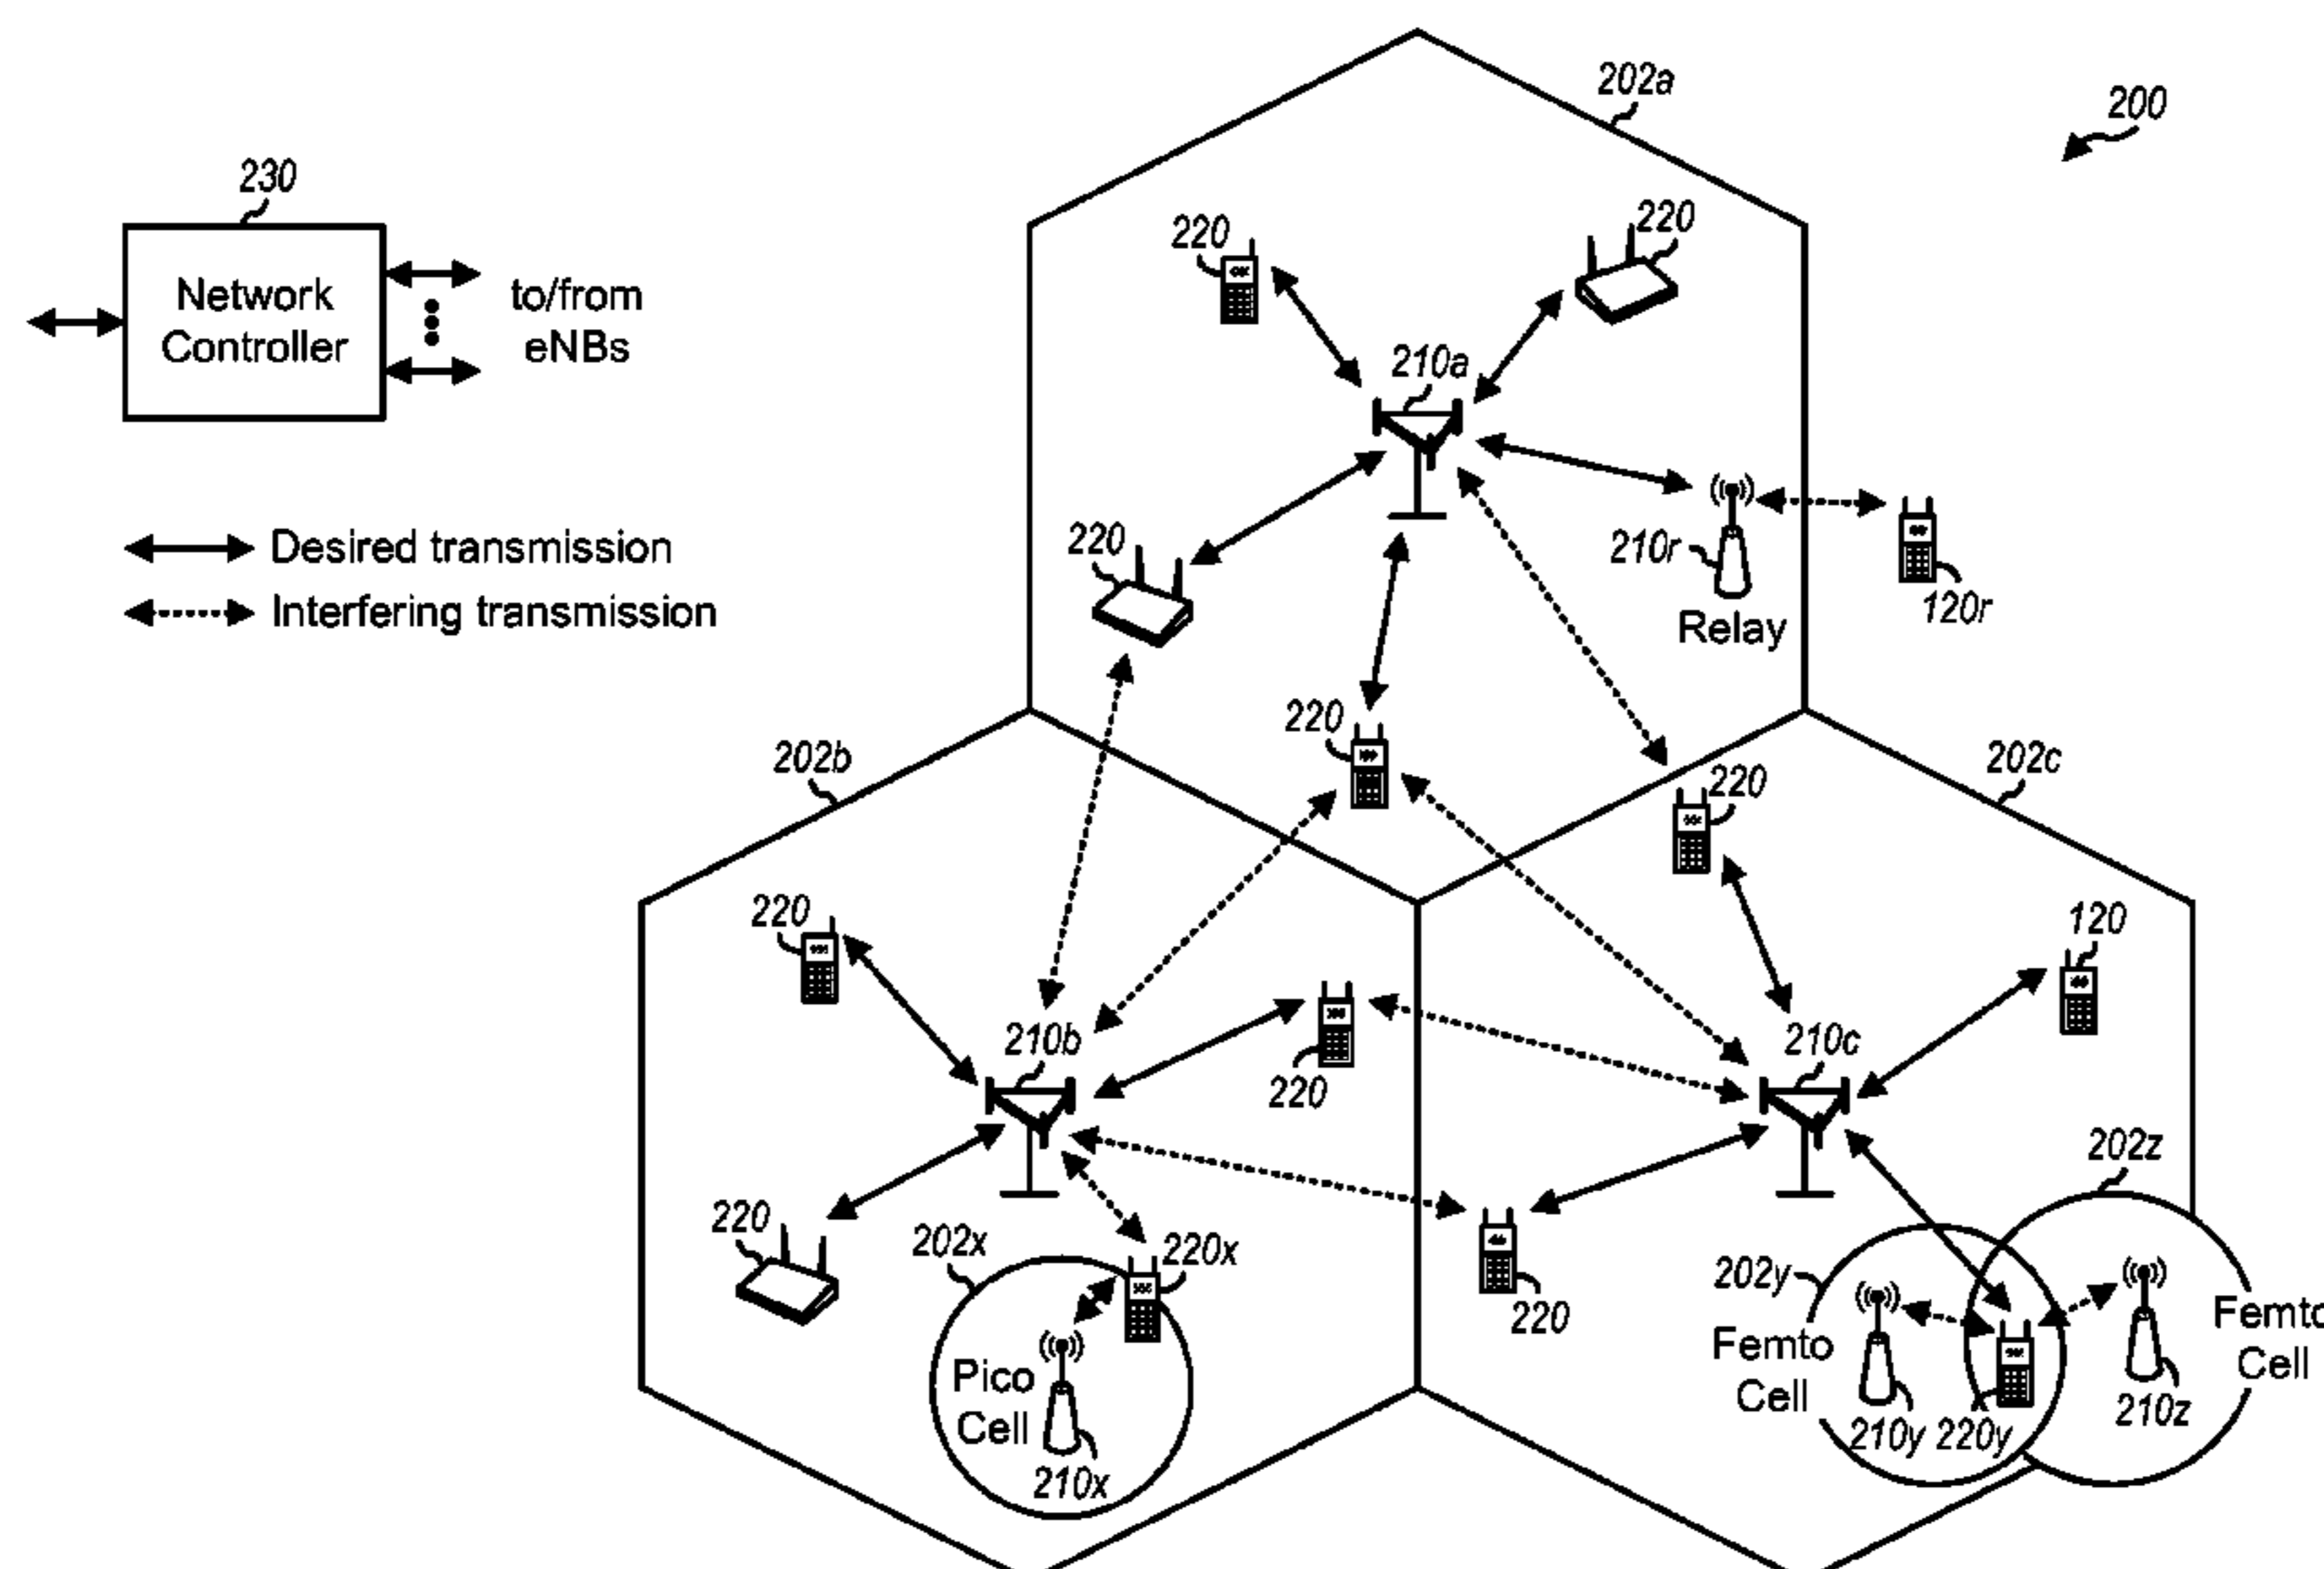 202a
200
230
220
220
Network
Controller
to/from
eNBs
210a
Desired transmission
Interfering transmission
220
210r
Relay
120r
220
202b
202c
220
220
120
210b
220
210c
202z
220
202x
220x
202y
220
Femto
Cell
Femto
Cell
Pico
Cell
210x
210y
220y
210z